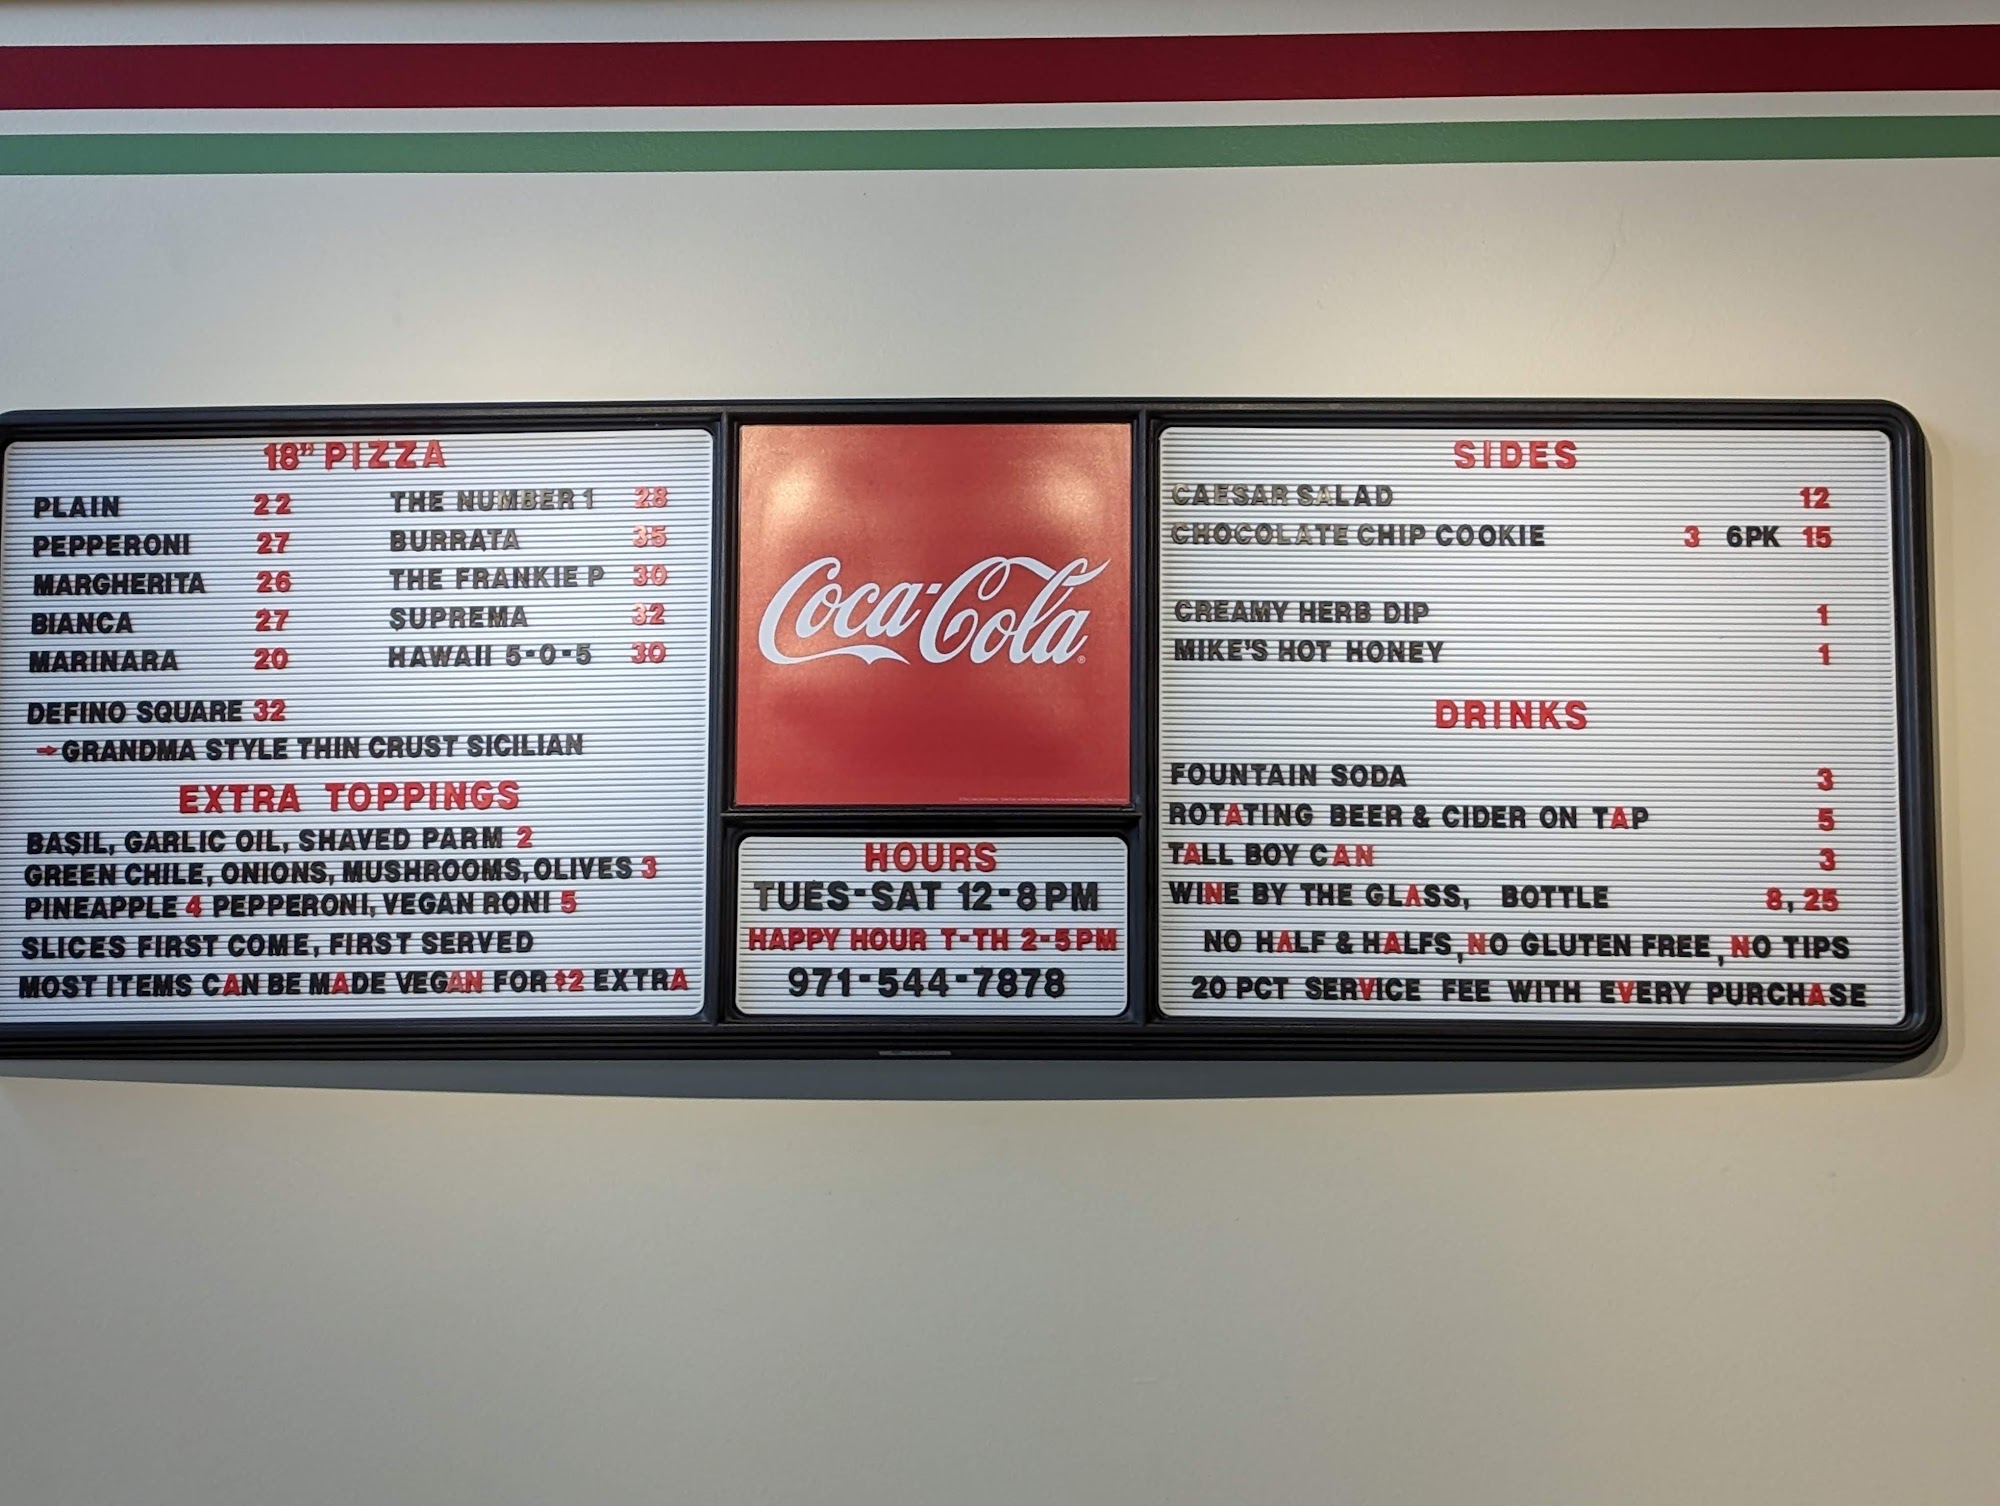 18" PIZZA
PLAIN 22
PEPPERONI 27
MARGHERITA 26
BIANCA 27
MARINARA 20
THE NUMBER 1 28
BURRATA 35
THE FRANKIE P 30
SUPREMA 32
HAWAII 5-0-5 30
DEFINO SQUARE 32
→ GRANDMA STYLE THIN CRUST SICILIAN
EXTRA TOPPINGS
BASIL, GARLIC OIL, SHAVED PARM 2
GREEN CHILE, ONIONS, MUSHROOMS, OLIVES 3
PINEAPPLE 4 PEPPERONI, VEGAN RONI 5
SLICES FIRST COME, FIRST SERVED
MOST ITEMS CAN BE MADE VEGAN FOR $2 EXTRA
Coca-Cola®
HOURS
TUES-SAT 12-8PM
HAPPY HOUR T-TH 2-5PM
971-544-7878
SIDES
CAESAR SALAD 12
CHOCOLATE CHIP COOKIE 3 6PK 15
CREAMY HERB DIP 1
MIKE'S HOT HONEY 1
DRINKS
FOUNTAIN SODA 3
ROTATING BEER & CIDER ON TAP 5
TALL BOY CAN 3
WINE BY THE GLASS, BOTTLE 8, 25
NO HALF & HALFS, NO GLUTEN FREE, NO TIPS
20 PCT SERVICE FEE WITH EVERY PURCHASE